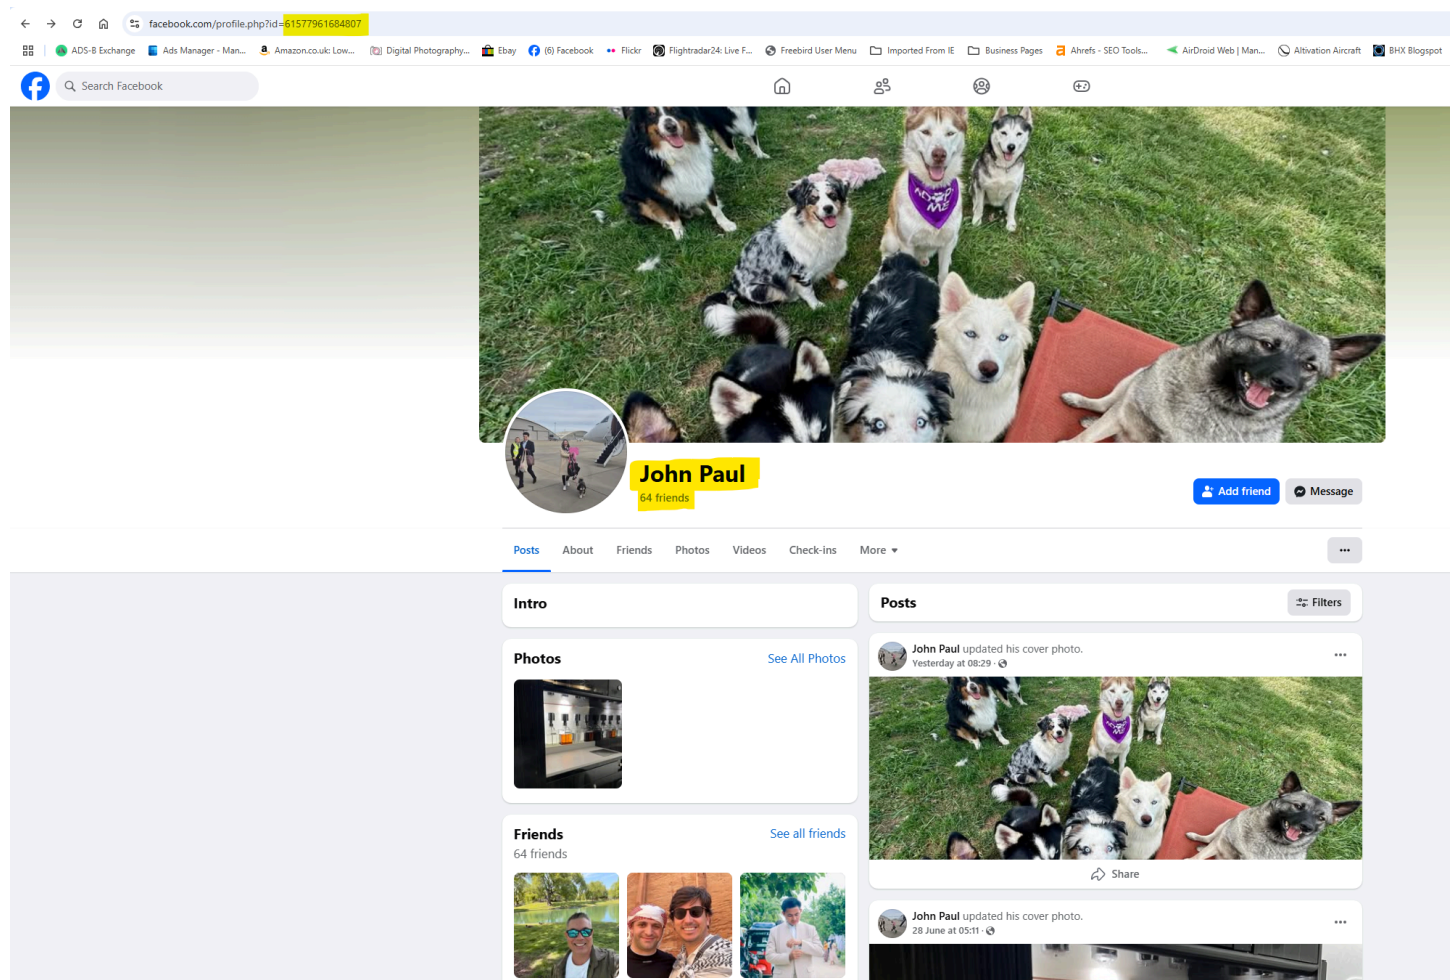 facebook.com/profile.php?id=61577961684807
ADS-B Exchange
Ads Manager - Man...
Amazon.co.uk: Low...
Digital Photography...
Ebay
(6) Facebook
Flickr
Flightradar24: Live F...
Freebird User Menu
Imported From IE
Business Pages
Ahrefs - SEO Tools...
AirDroid Web | Man...
Altivation Aircraft
BHX Blogspot
Search Facebook
ADOPT
ME
John Paul
64 friends
Add friend
Message
Posts
About
Friends
Photos
Videos
Check-ins
More
Intro
Photos
See All Photos
Friends
See all friends
64 friends
Posts
Filters
John Paul updated his cover photo.
Yesterday at 08:29 ·
Share
John Paul updated his cover photo.
28 June at 05:11 ·